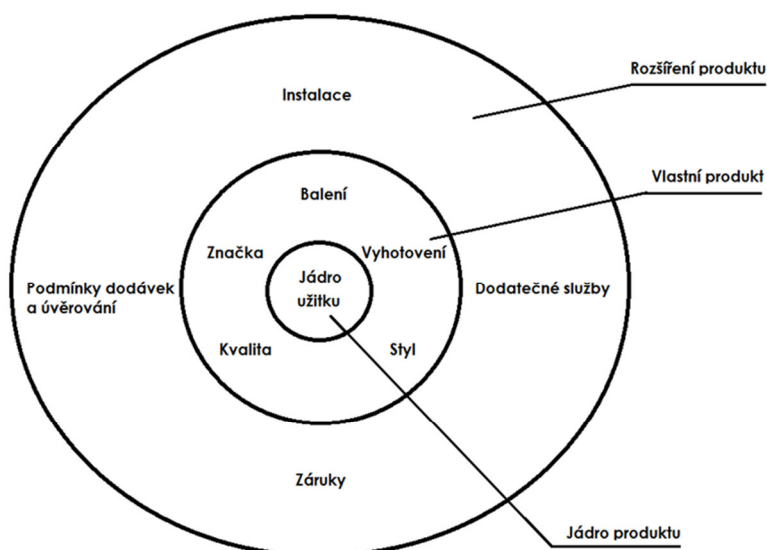 Rozšíření produktu
Instalace
Vlastní produkt
Balení
Značka
Vyhotovení
Jádro
užitku
Podmínky dodávek
a úvěrování
Dodatečné služby
Kvalita
Styl
Záruky
Jádro produktu